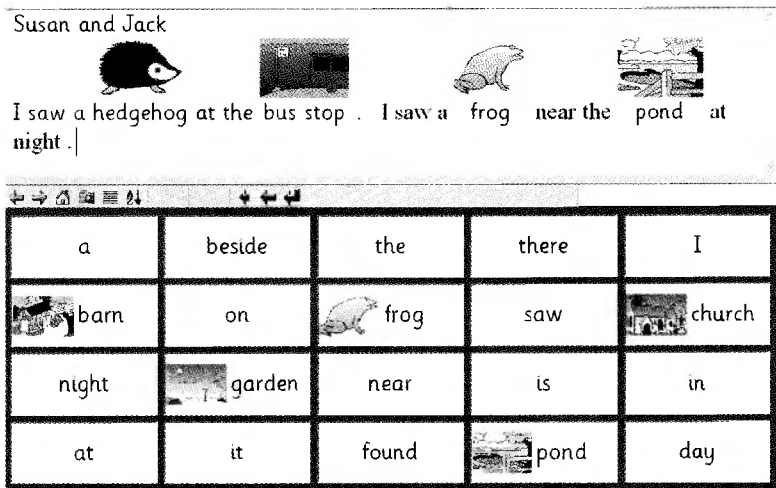 Susan and Jack
I saw a hedgehog at the bus stop . I saw a frog near the pond at
night .
a beside the there I
barn on frog saw church
night garden near is in
at it found pond day